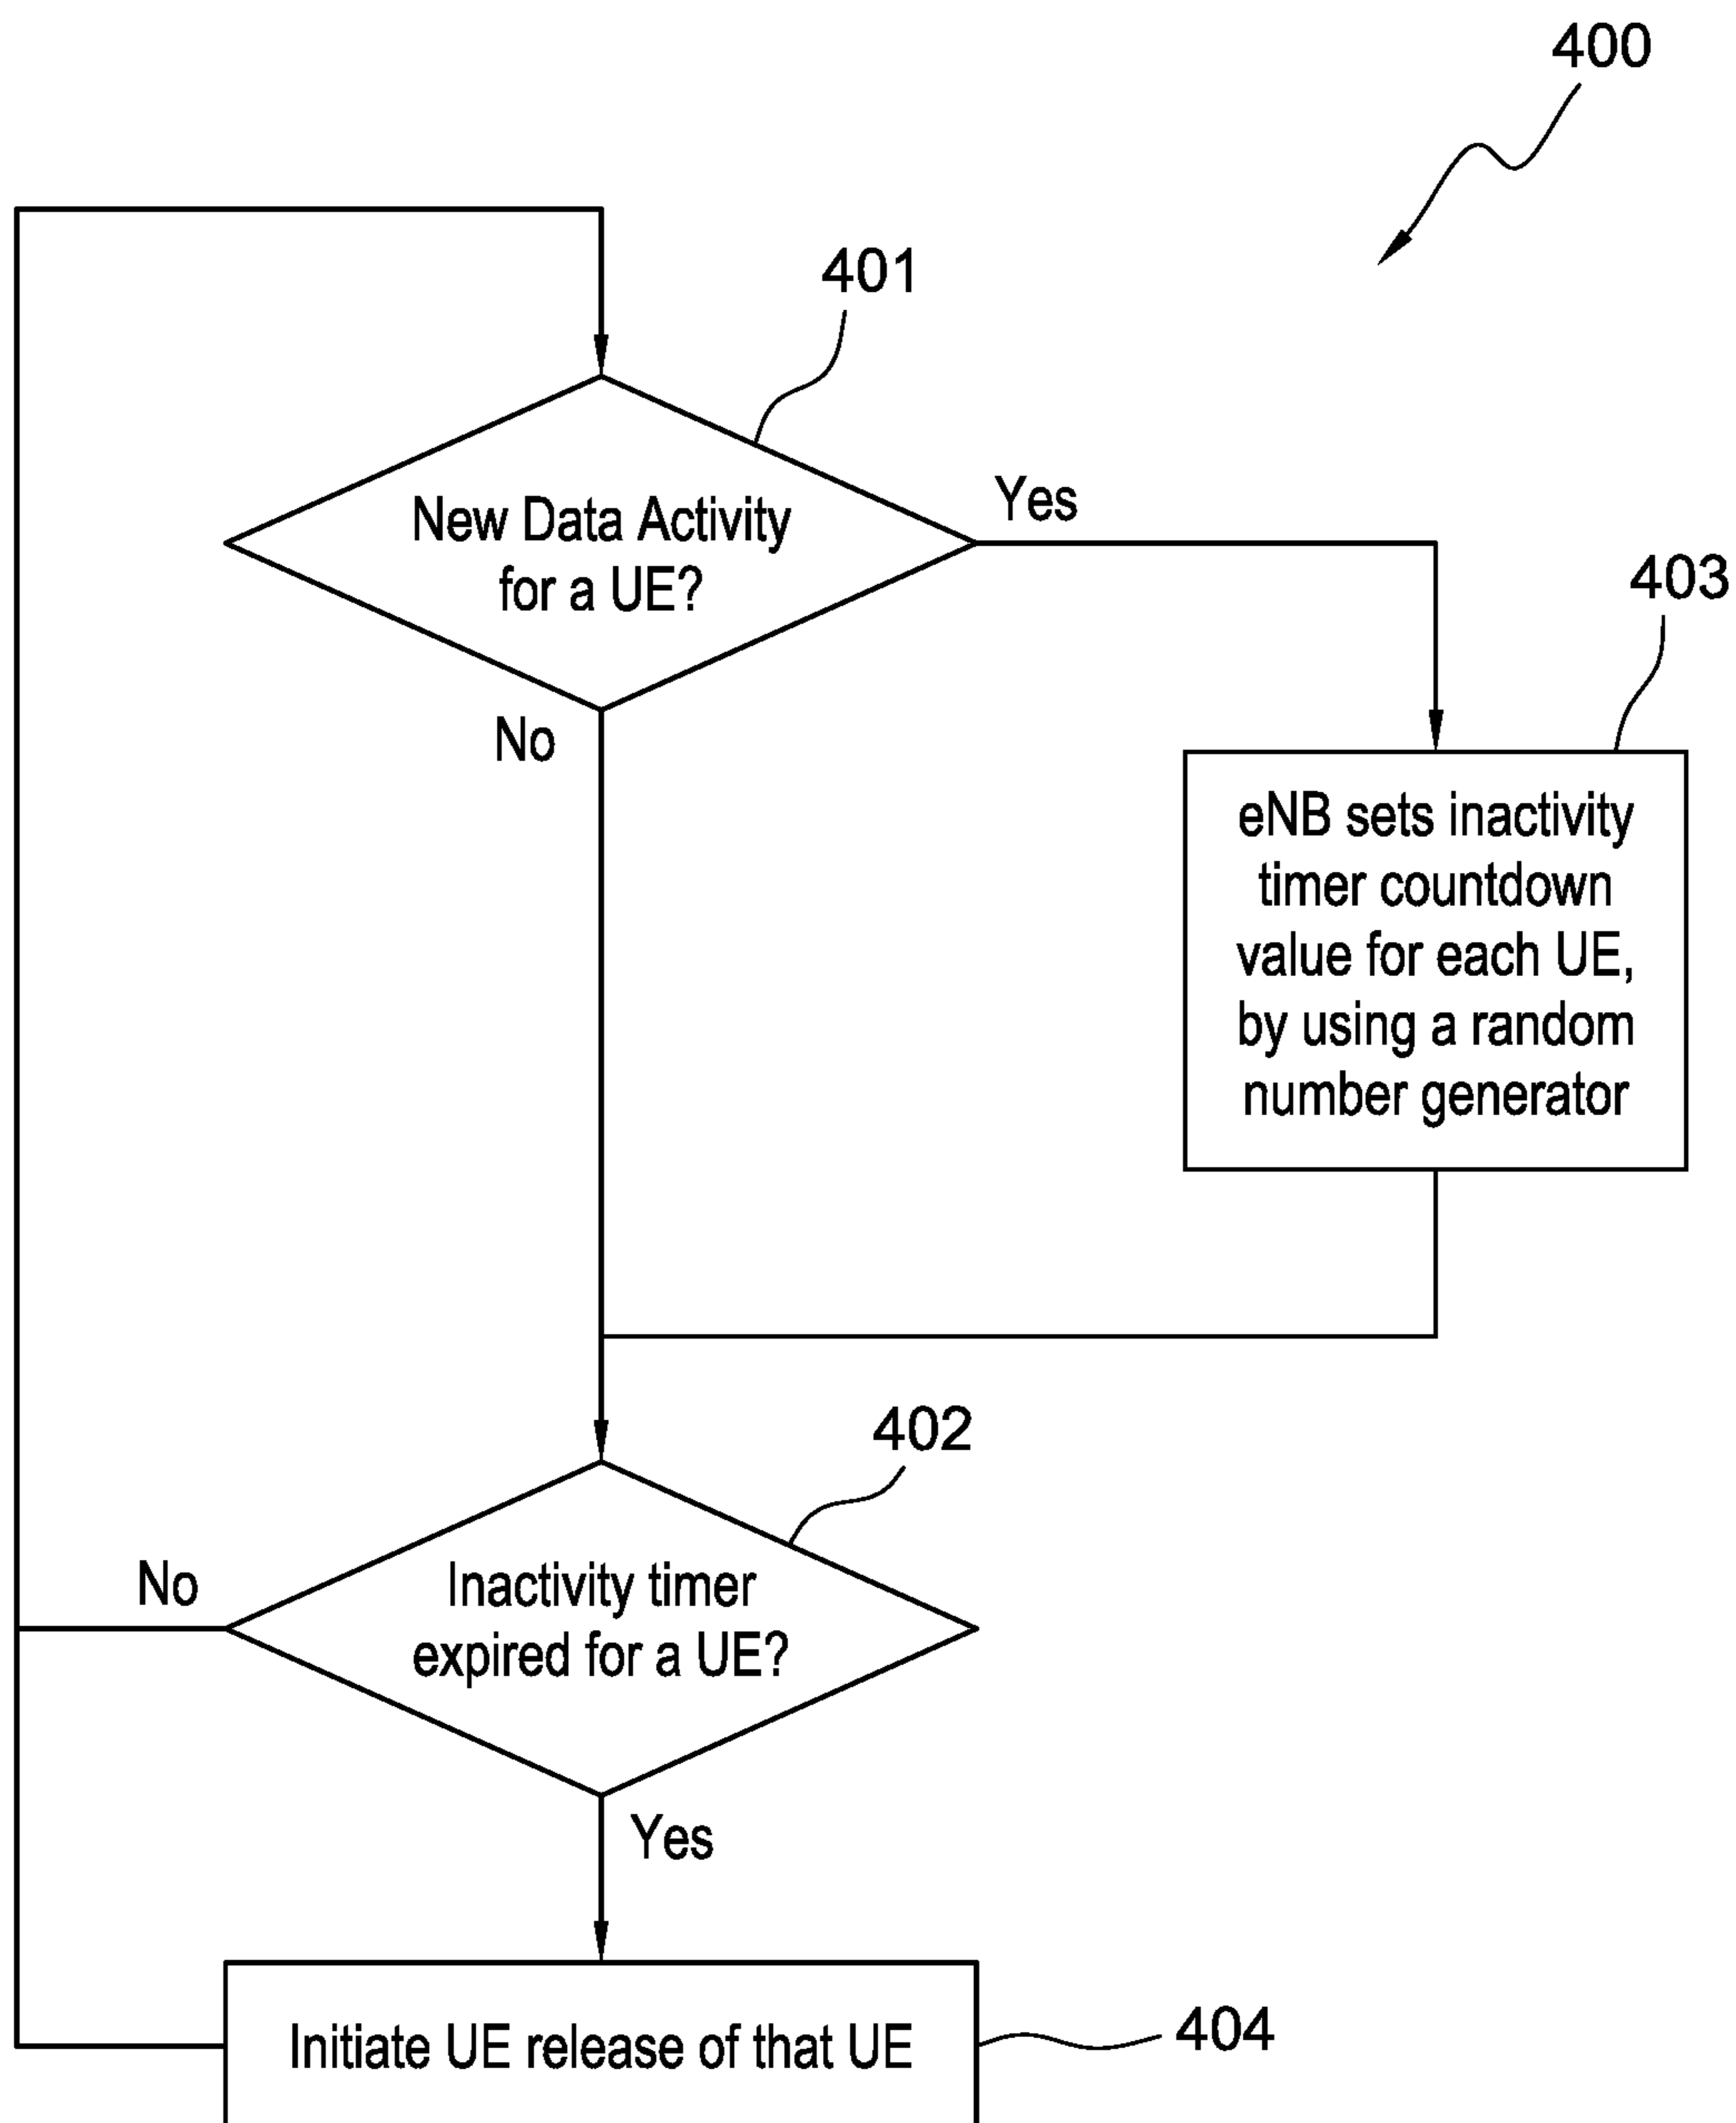 400
401
New Data Activity
for a UE?
Yes
No
403
eNB sets inactivity
timer countdown
value for each UE,
by using a random
number generator
402
Inactivity timer
expired for a UE?
No
Yes
Initiate UE release of that UE
404